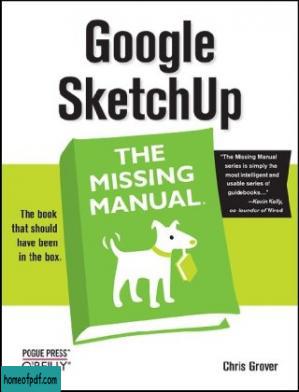 Google
SketchUp
THE
MISSING
MANUAL.
"The Missing Manual
series is simply the
most intelligent and
usable series of
guidebooks..."
—Kevin Kelly,
co-founder of Wired
The book
that should
have been
in the box.
POGUE PRESS™
O'REILLY®
Chris Grover
homeofpdf.com